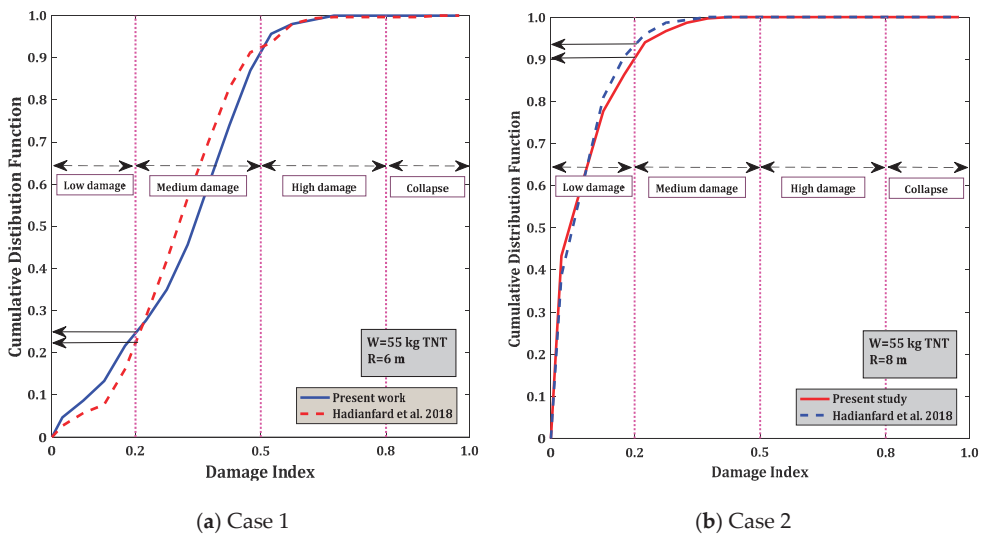 1.0
0.9
0.8
0.7
0.6
0.5
0.4
0.3
0.2
0.1
0
Cumulative Distibution Function
Low damage
Medium damage
High damage
Collapse
W=55 kg TNT
R=6 m
Present work
Hadianfard et al. 2018
0
0.2
0.5
0.8
1.0
Damage Index
(a) Case 1
1.0
0.9
0.8
0.7
0.6
0.5
0.4
0.3
0.2
0.1
0
Cumulative Distribution Function
Low damage
Medium damage
High damage
Collapse
W=55 kg TNT
R=8 m
Present study
Hadianfard et al. 2018
0
0.2
0.5
0.8
1.0
Damage Index
(b) Case 2